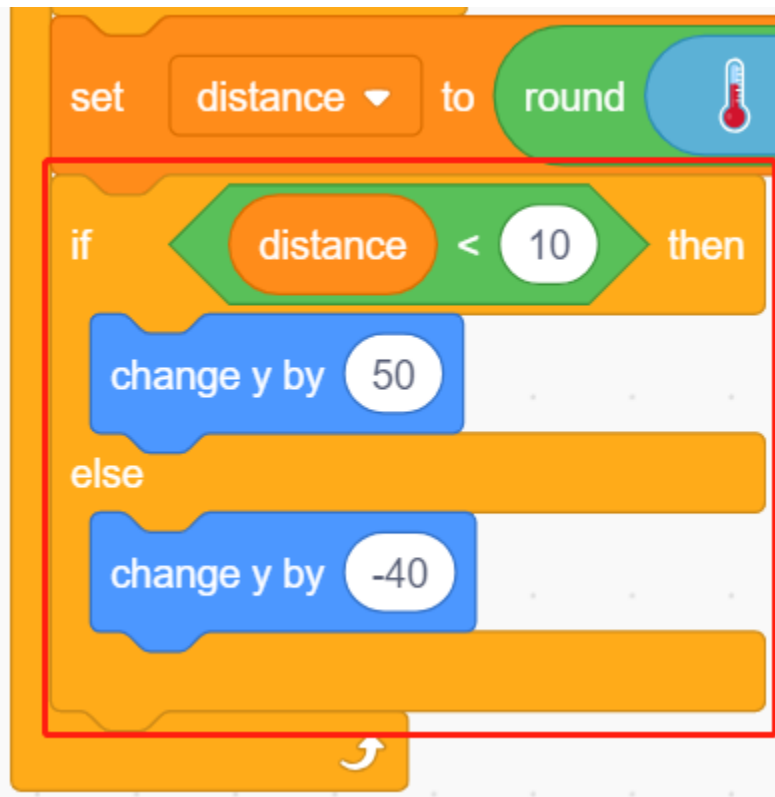 set distance to round
if distance < 10 then
change y by 50
else
change y by -40